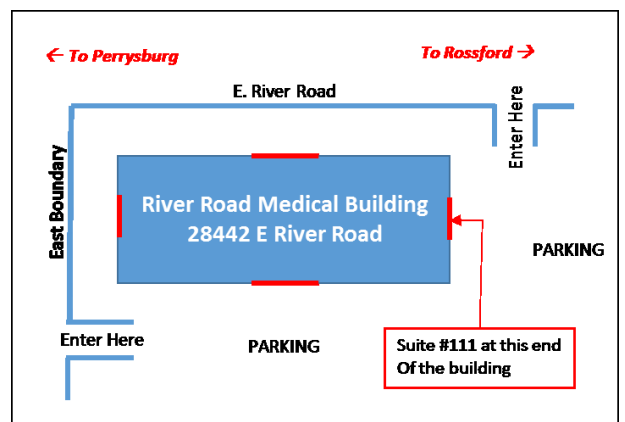 ← To Perrysburg
To Rossford →
E. River Road
Enter Here
East Boundary
River Road Medical Building
28442 E River Road
PARKING
Enter Here
PARKING
Suite #111 at this end
Of the building